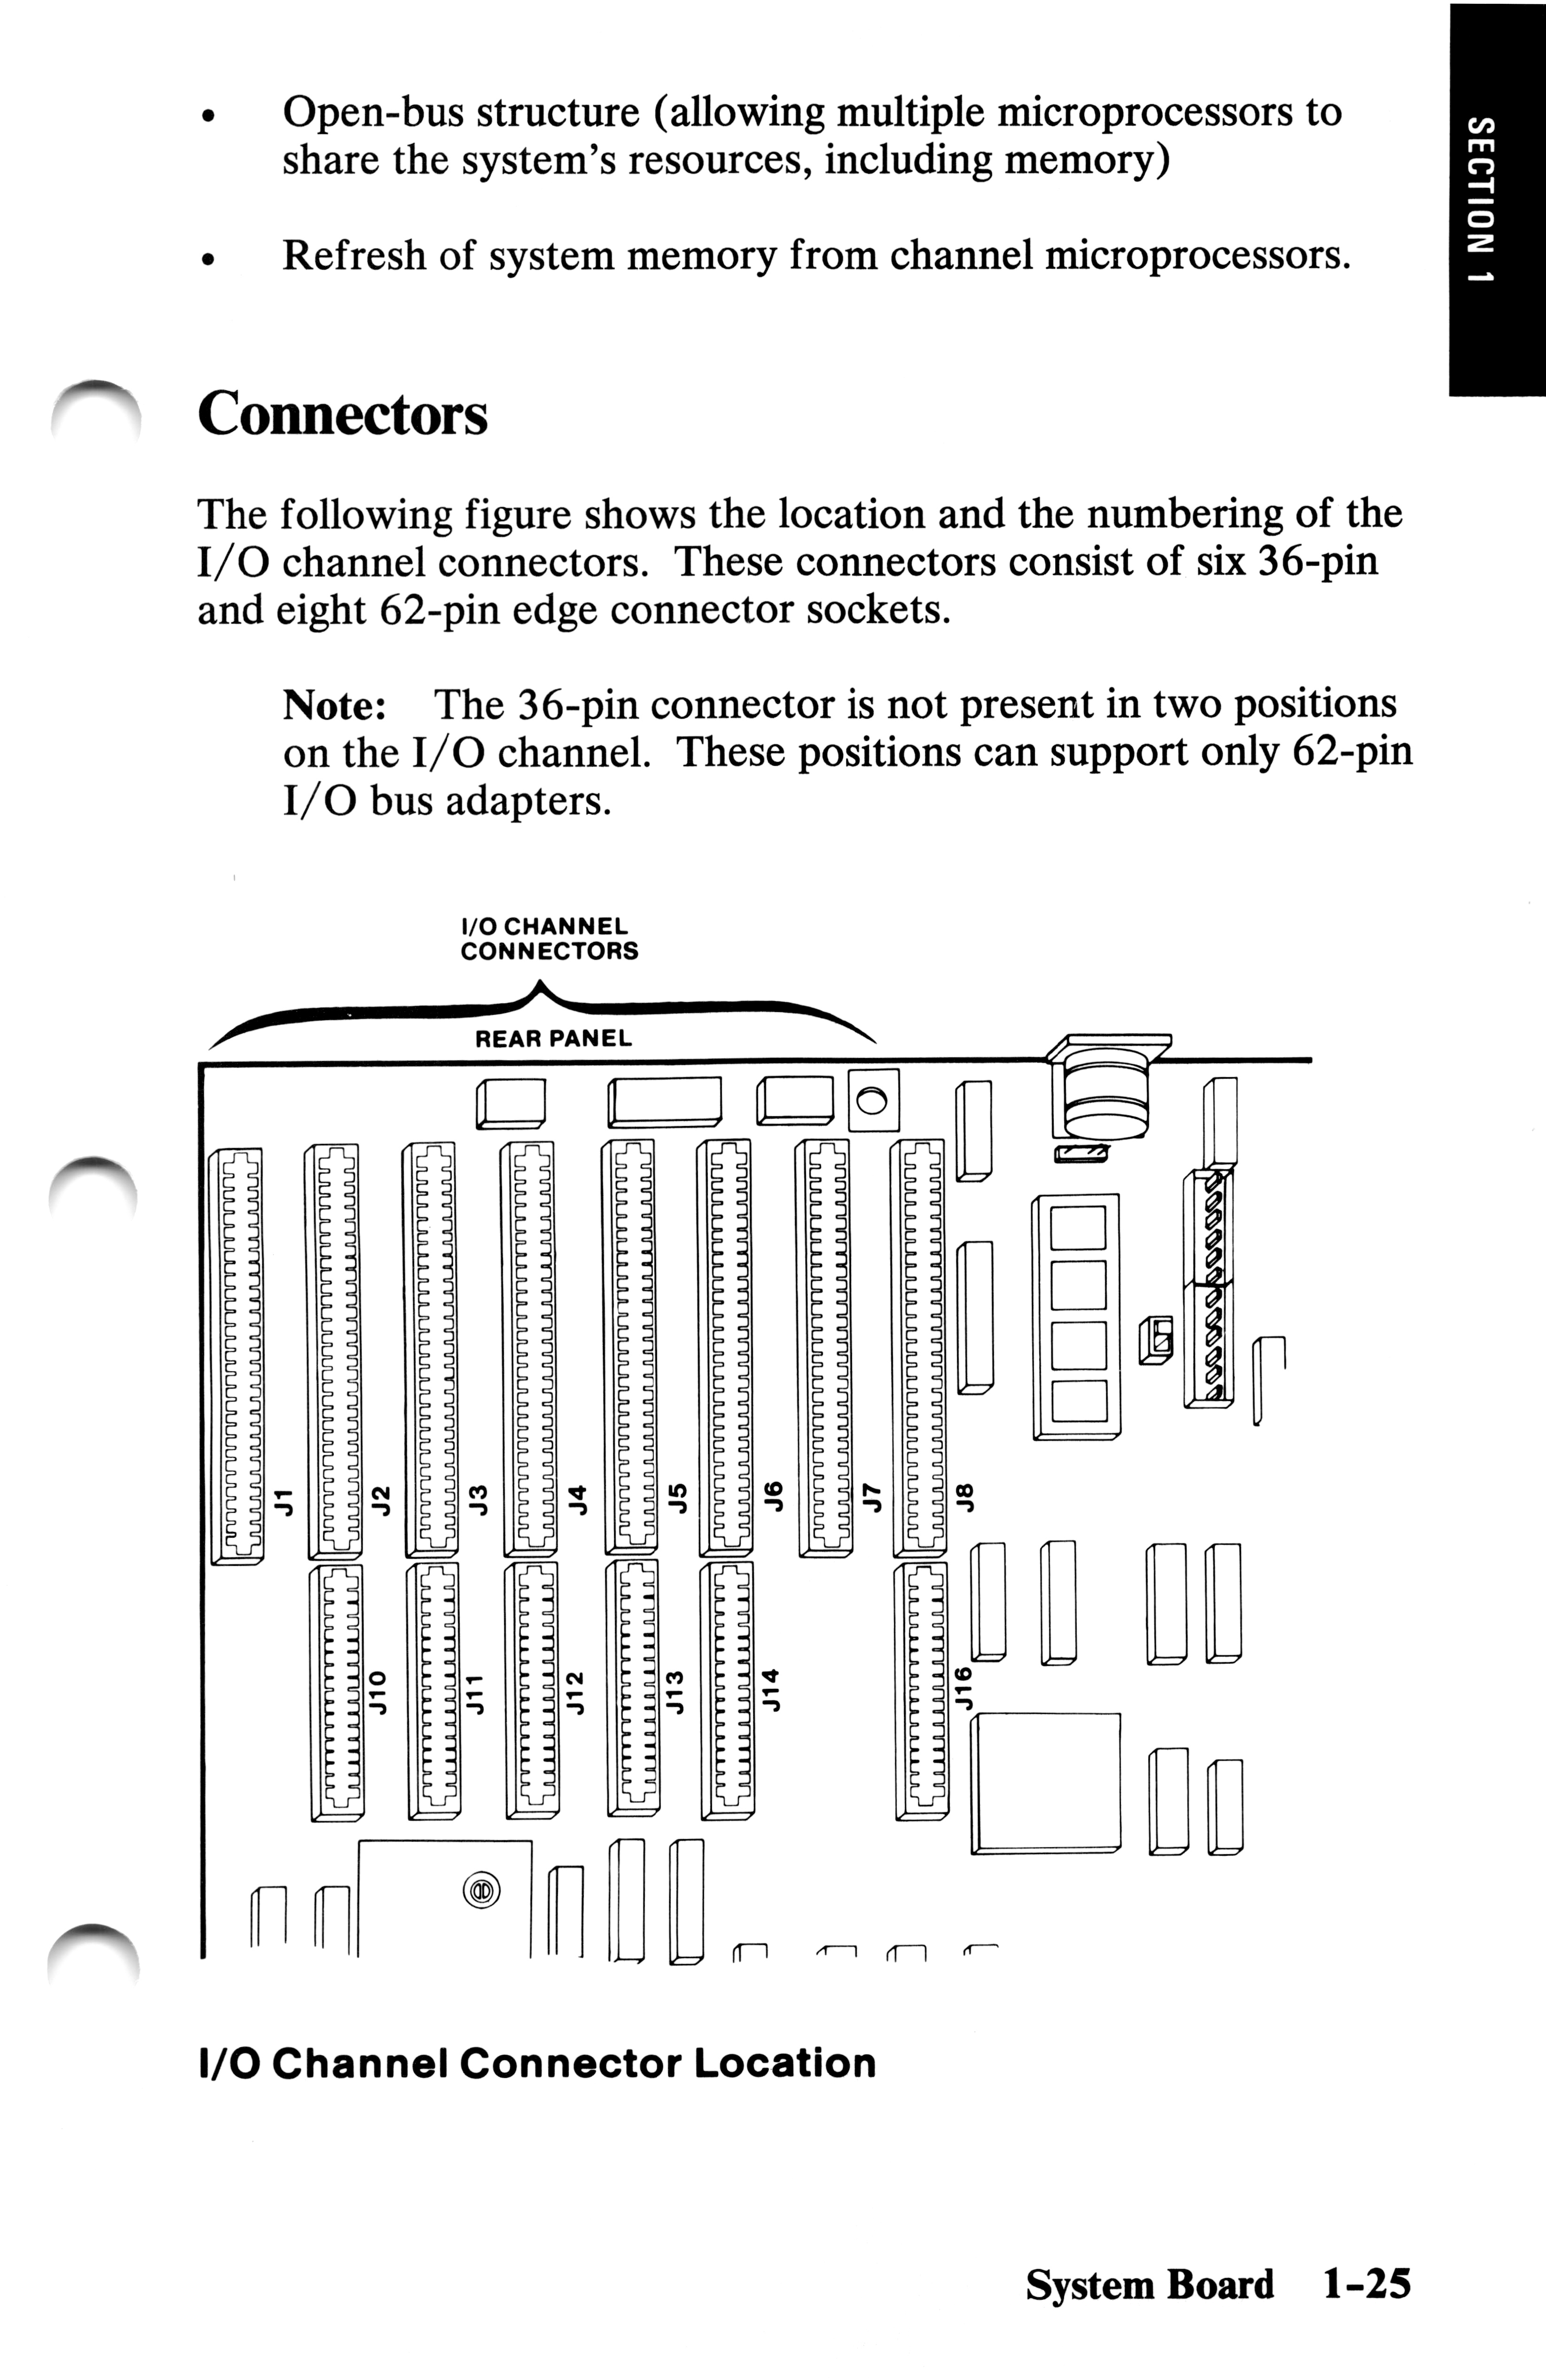 SECTION 1
• Open-bus structure (allowing multiple microprocessors to
share the system's resources, including memory)
• Refresh of system memory from channel microprocessors.
Connectors
The following figure shows the location and the numbering of the
I/O channel connectors. These connectors consist of six 36-pin
and eight 62-pin edge connector sockets.
Note: The 36-pin connector is not present in two positions
on the I/O channel. These positions can support only 62-pin
I/O bus adapters.
I/O CHANNEL
CONNECTORS
REAR PANEL
J1
J2
J3
J4
J5
J6
J7
J8
J10
J11
J12
J13
J14
J16
I/O Channel Connector Location
System Board 1-25